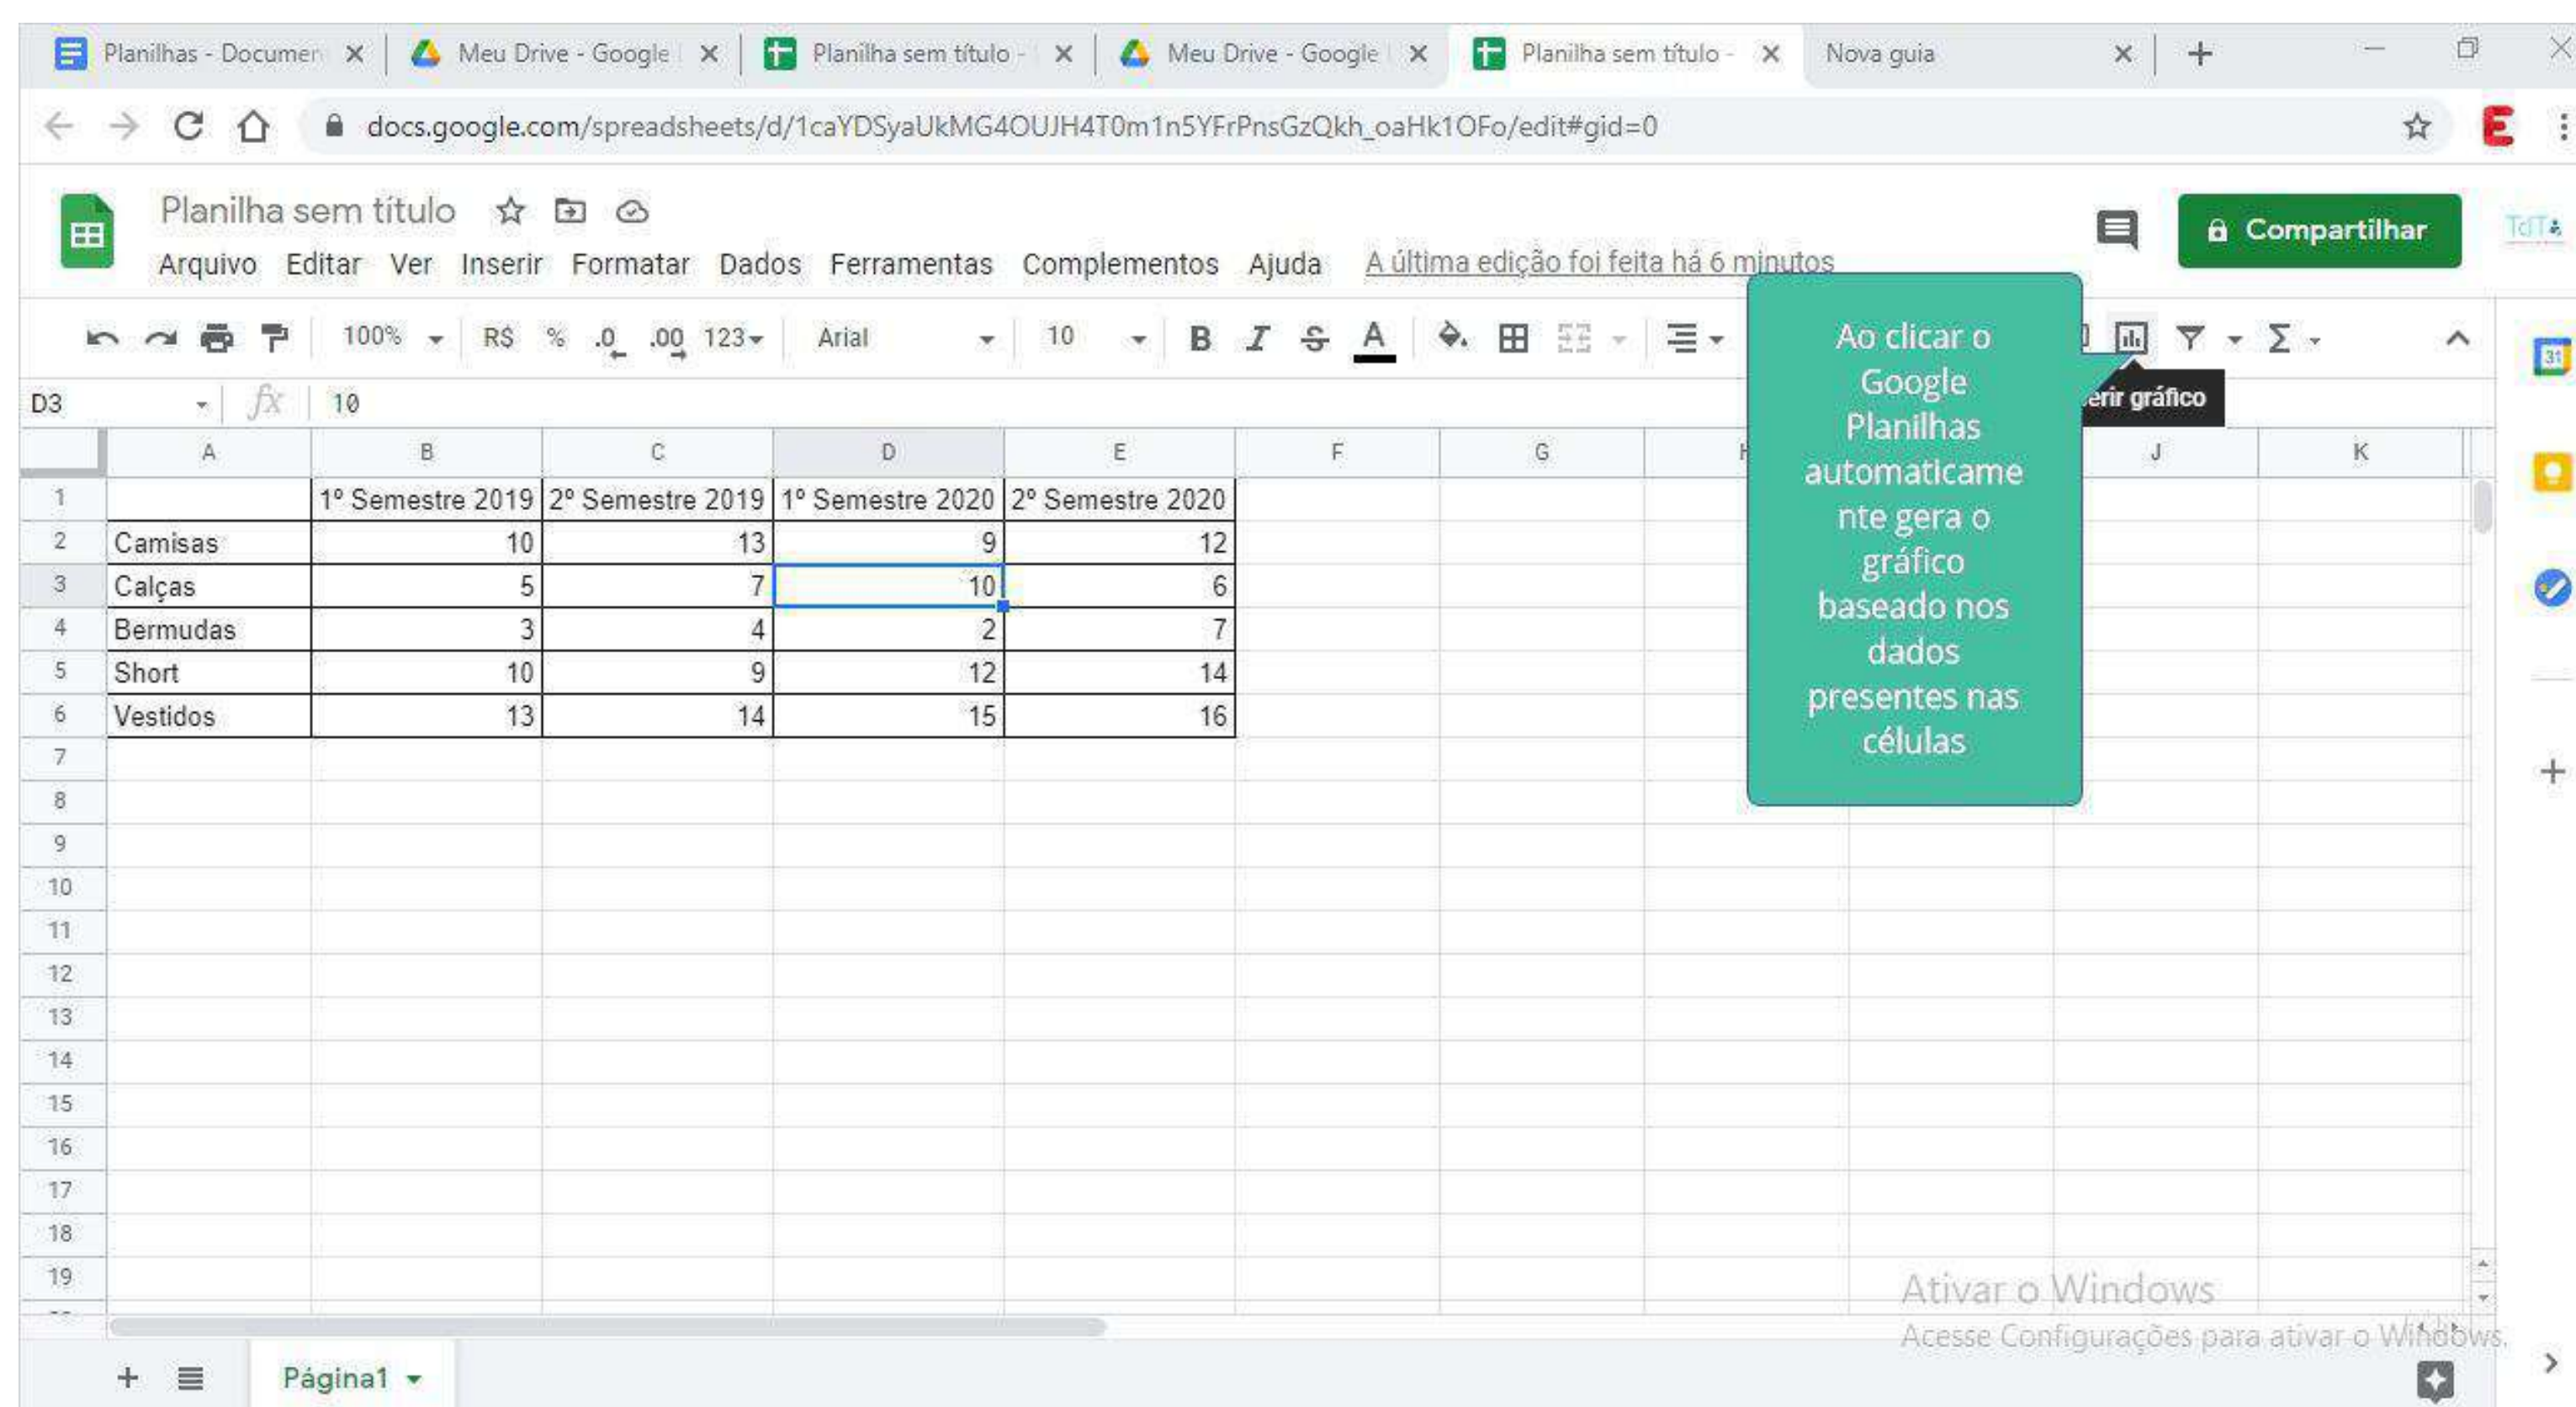 Planilhas - Documen
Meu Drive - Google
Planilha sem título -
Meu Drive - Google
Planilha sem título -
Nova guia
docs.google.com/spreadsheets/d/1caYDSyaUkMG4OUJH4T0m1n5YFrPnsGzQkh_oaHk1OFo/edit#gid=0
E
Planilha sem título
Compartilhar
Arquivo Editar Ver Inserir Formatar Dados Ferramentas Complementos Ajuda A última edição foi feita há 6 minutos
100% R$ % .0 .00 123 Arial 10 B I S A Σ
31
D3 fx 10
erir gráfico
Ao clicar o
Google
Planilhas
automaticame
nte gera o
gráfico
baseado nos
dados
presentes nas
células
A B C D E F G J K
1 1º Semestre 2019 2º Semestre 2019 1º Semestre 2020 2º Semestre 2020
2 Camisas 10 13 9 12
3 Calças 5 7 10 6
4 Bermudas 3 4 2 7
5 Short 10 9 12 14
6 Vestidos 13 14 15 16
7
8
9
10
11
12
13
14
15
16
17
18
19
Ativar o Windows
Acesse Configurações para ativar o Windows.
Página1